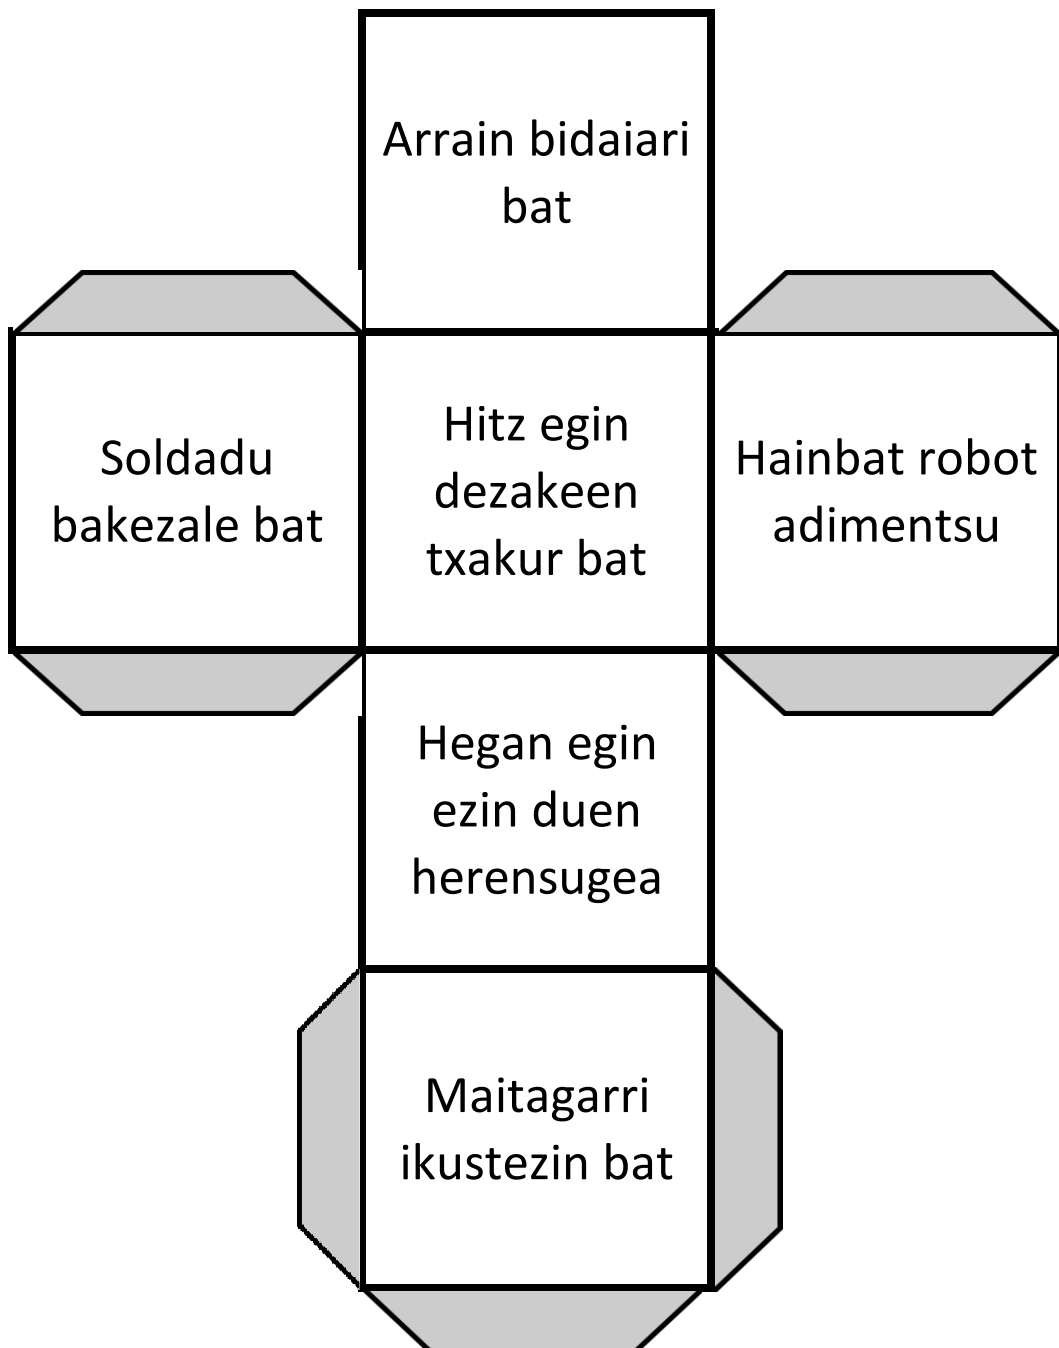 Arrain bidaiari
bat
Soldadu
bakezale bat
Hitz egin
dezakeen
txakur bat
Hainbat robot
adimentsu
Hegan egin
ezin duen
herensugea
Maitagarri
ikustezin bat